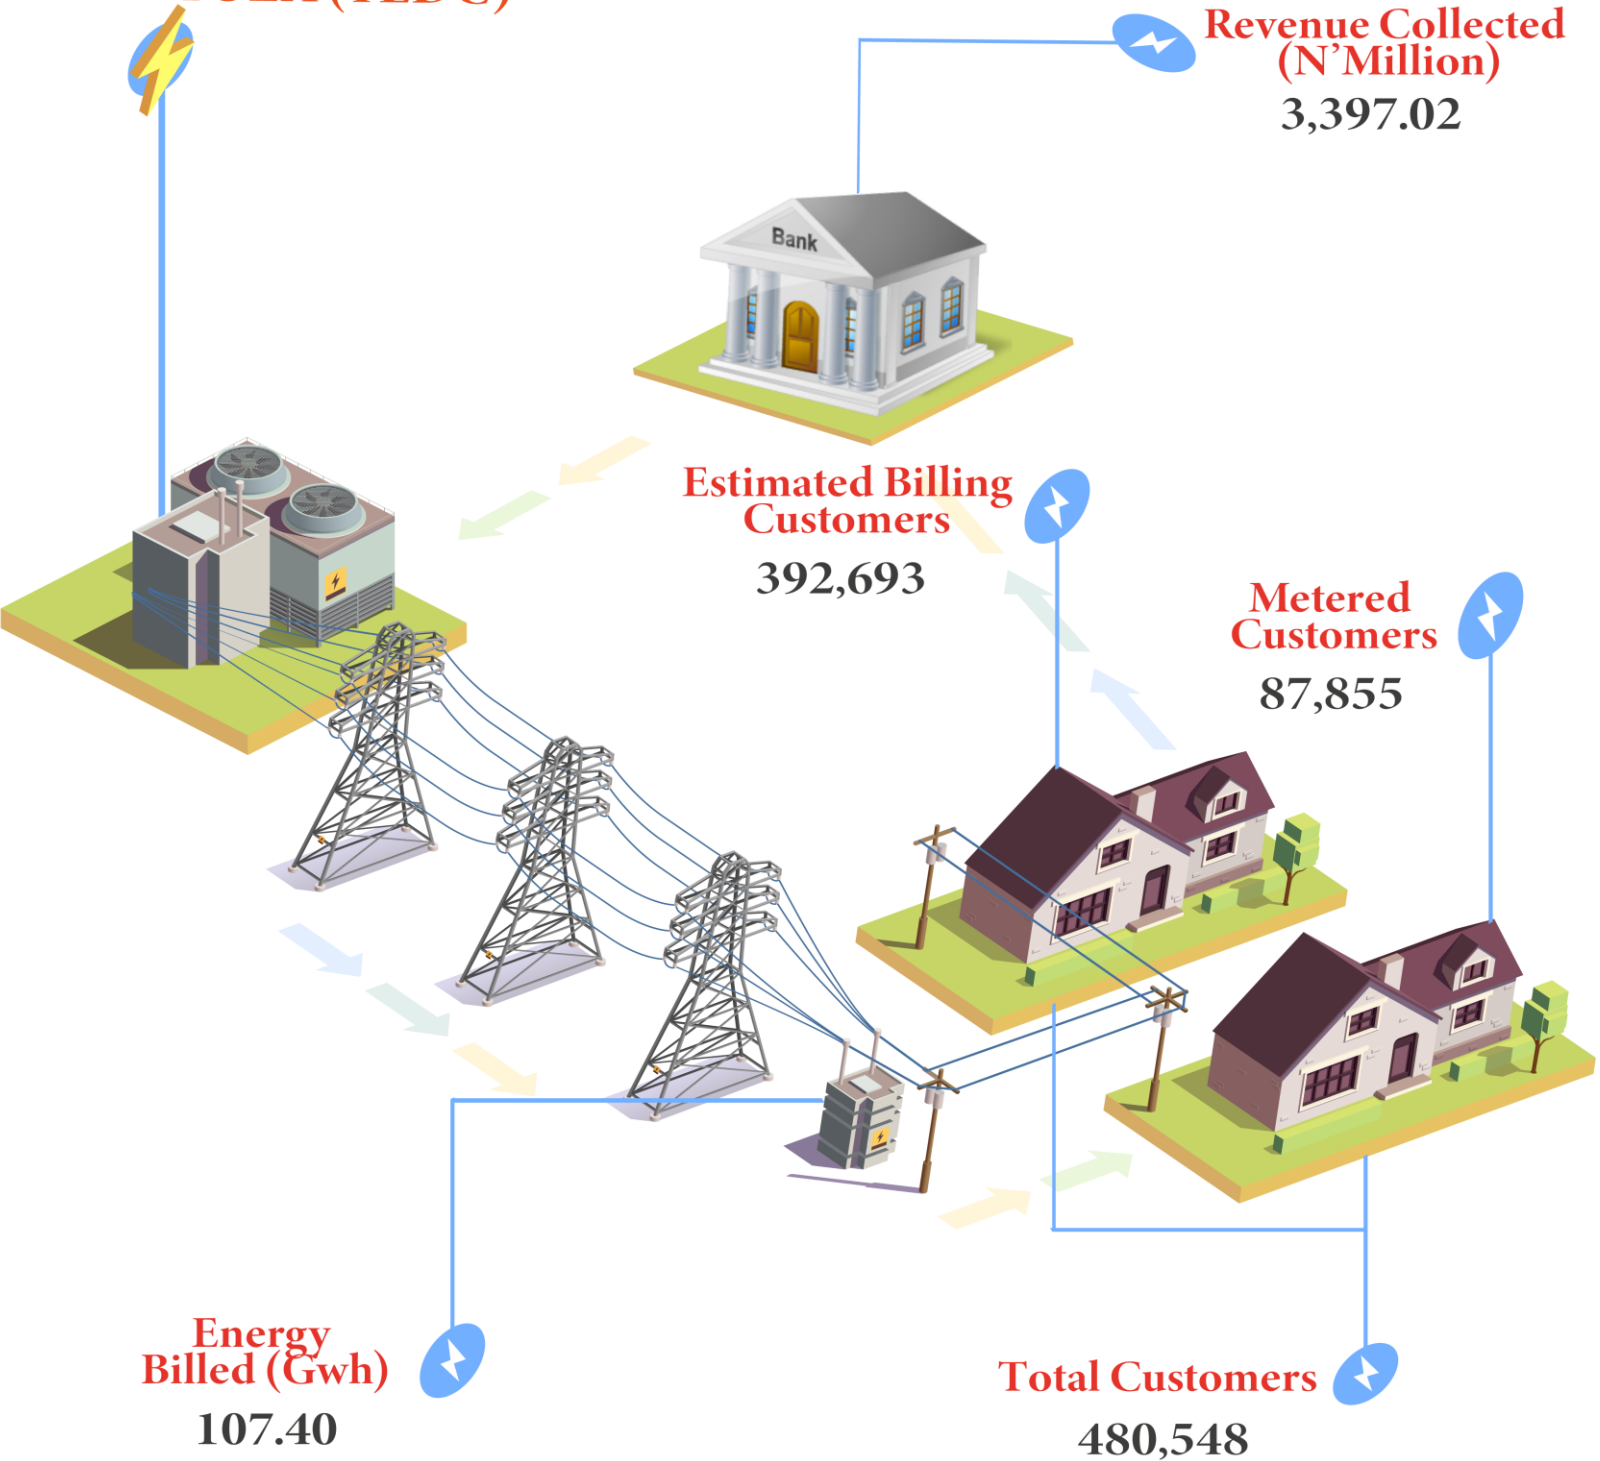 (YEDC)
Revenue Collected
(N’Million)
3,397.02
Bank
Estimated Billing
Customers
392,693
Metered
Customers
87,855
Energy
Billed (Gwh)
107.40
Total Customers
480,548